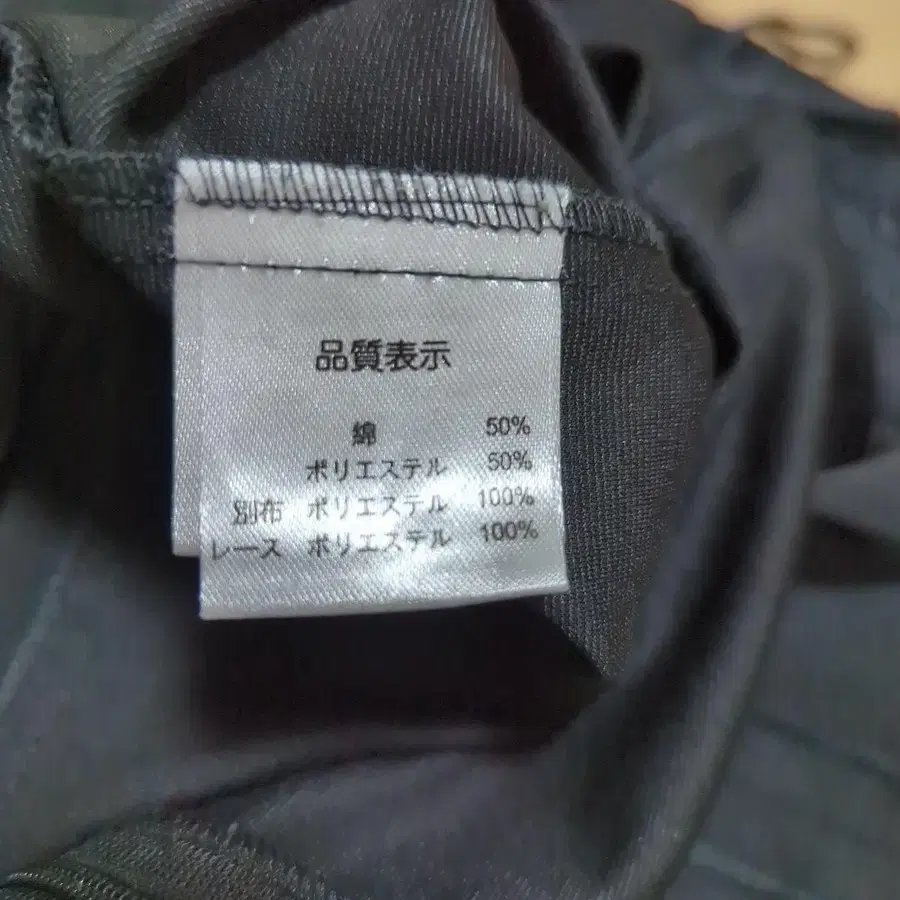 品質表示
綿 50%
ポリエステル 50%
別布 ポリエステル 100%
レース ポリエステル 100%